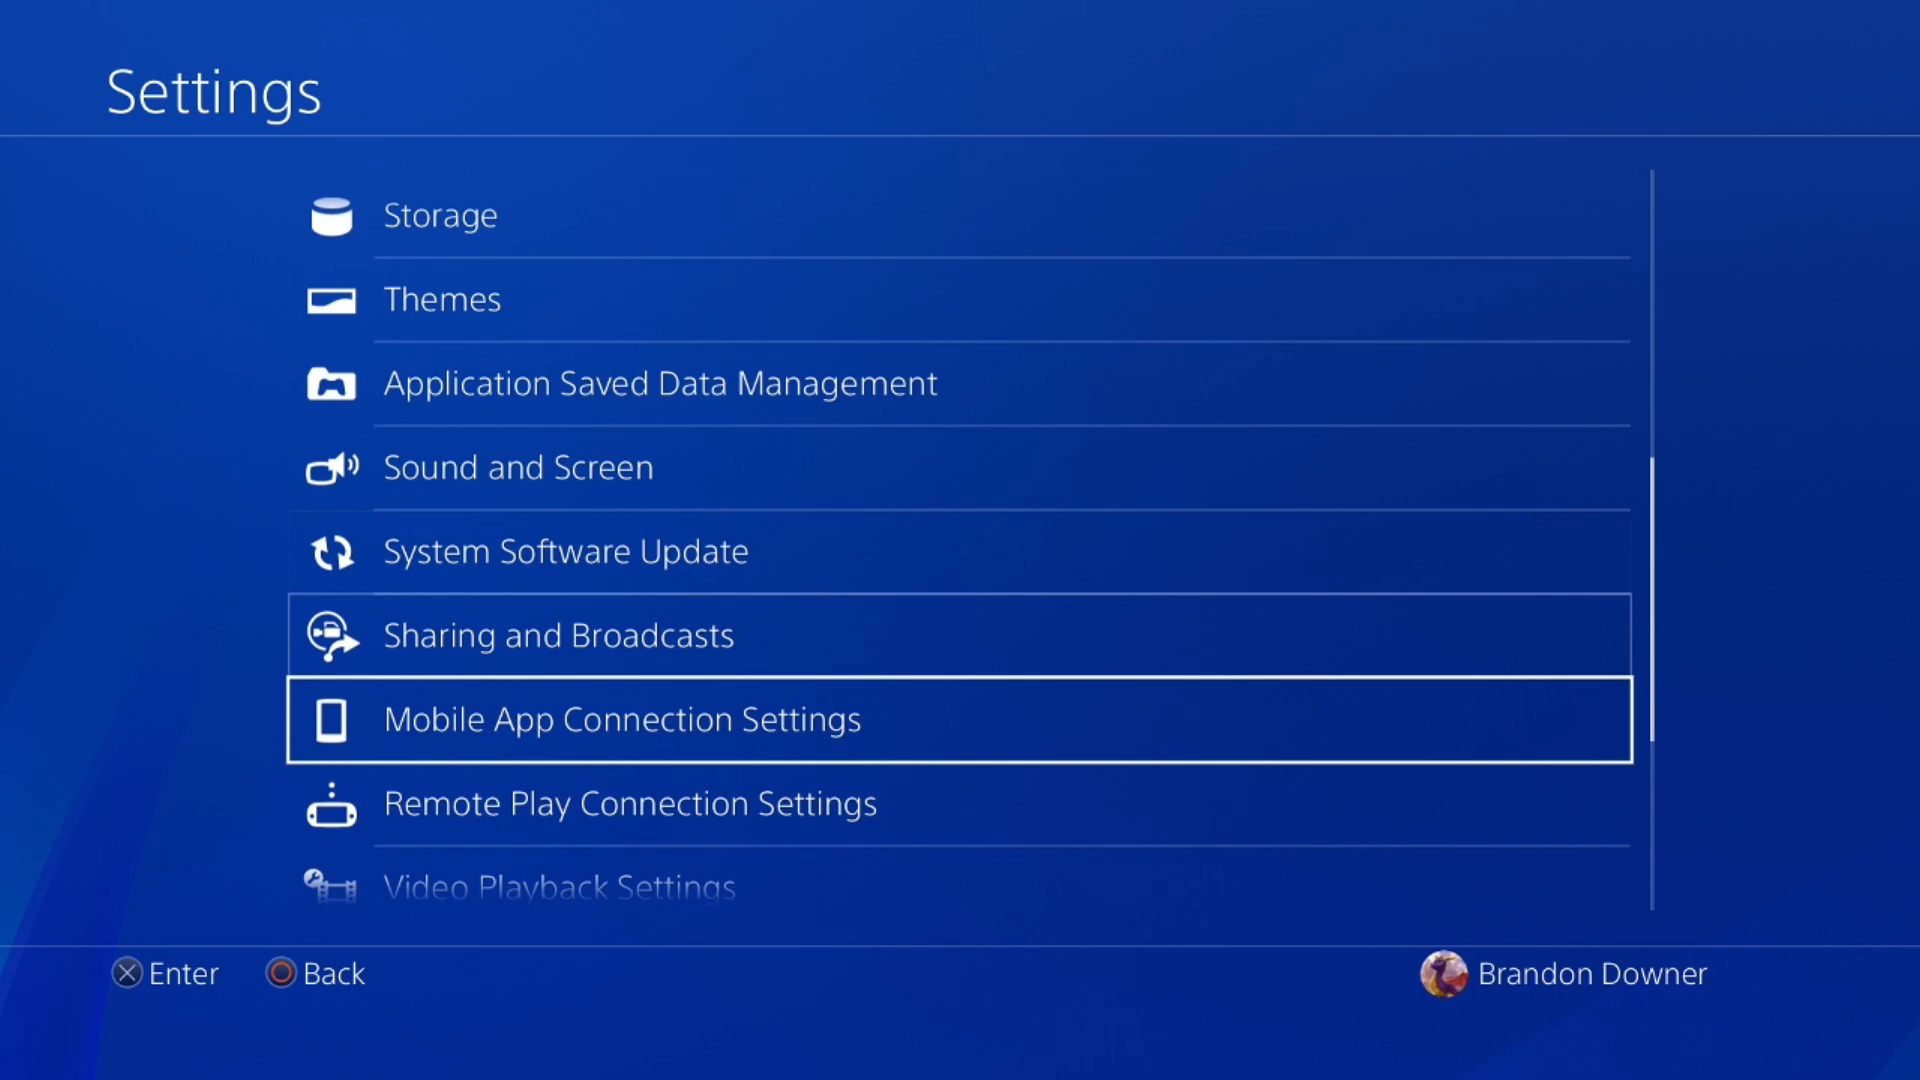 Settings
Storage
Themes
Application Saved Data Management
Sound and Screen
System Software Update
Sharing and Broadcasts
Mobile App Connection Settings
Remote Play Connection Settings
Video Playback Settings
Enter Back Brandon Downer